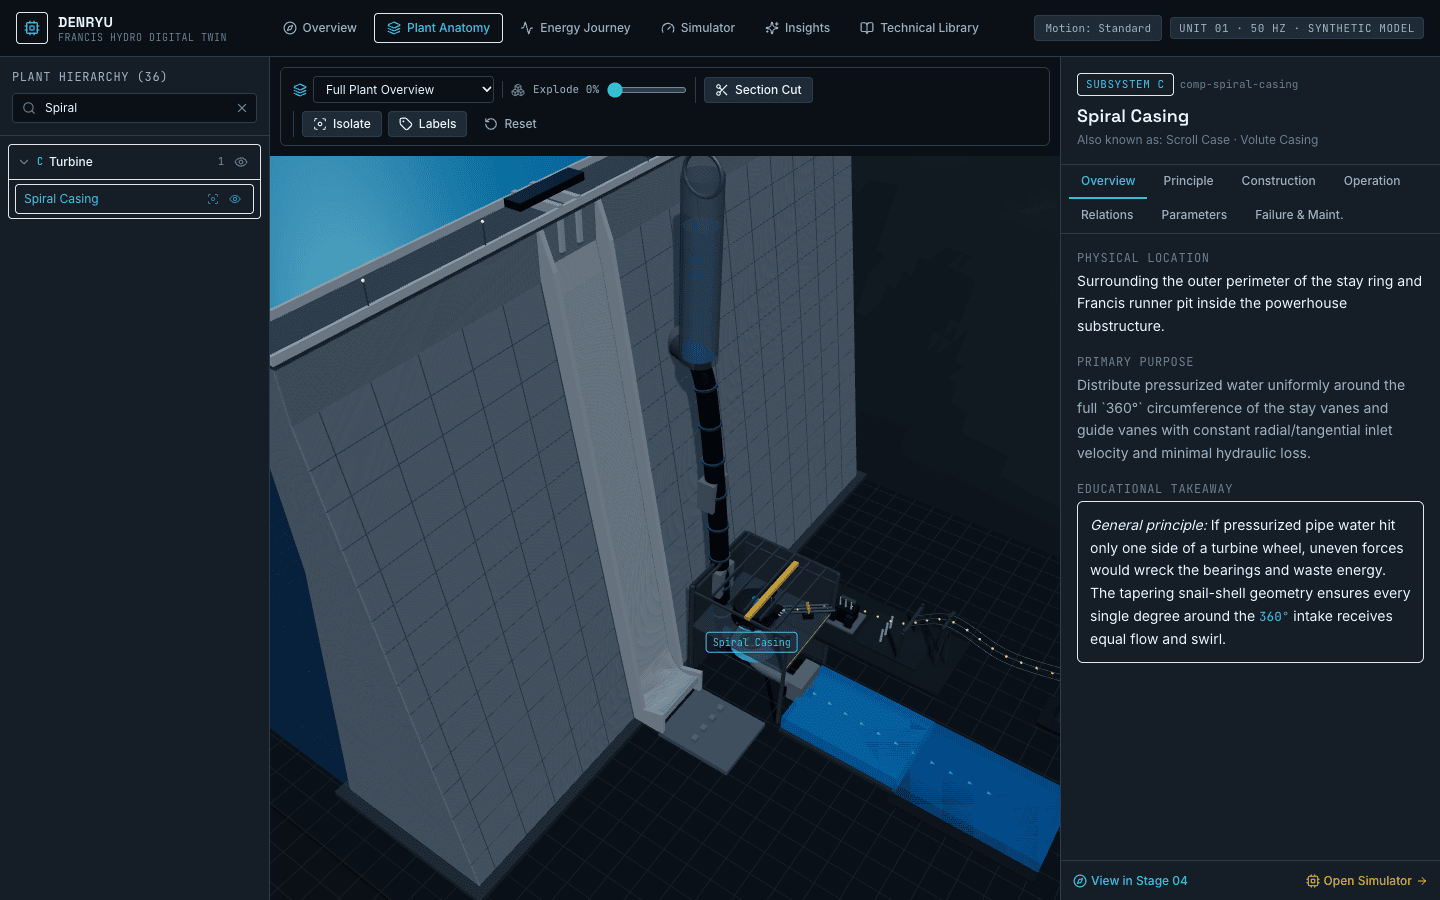 DENRYU
FRANCIS HYDRO DIGITAL TWIN
Overview
Plant Anatomy
Energy Journey
Simulator
Insights
Technical Library
Motion: Standard
UNIT 01 · 50 HZ · SYNTHETIC MODEL
PLANT HIERARCHY (36)
Spiral
C Turbine 1
Spiral Casing
Full Plant Overview
Explode 0%
Section Cut
Isolate
Labels
Reset
Spiral Casing
SUBSYSTEM C
comp-spiral-casing
Spiral Casing
Also known as: Scroll Case · Volute Casing
Overview
Principle
Construction
Operation
Relations
Parameters
Failure & Maint.
PHYSICAL LOCATION
Surrounding the outer perimeter of the stay ring and
Francis runner pit inside the powerhouse
substructure.
PRIMARY PURPOSE
Distribute pressurized water uniformly around the
full `360°` circumference of the stay vanes and
guide vanes with constant radial/tangential inlet
velocity and minimal hydraulic loss.
EDUCATIONAL TAKEAWAY
General principle: If pressurized pipe water hit
only one side of a turbine wheel, uneven forces
would wreck the bearings and waste energy.
The tapering snail-shell geometry ensures every
single degree around the 360° intake receives
equal flow and swirl.
View in Stage 04
Open Simulator →